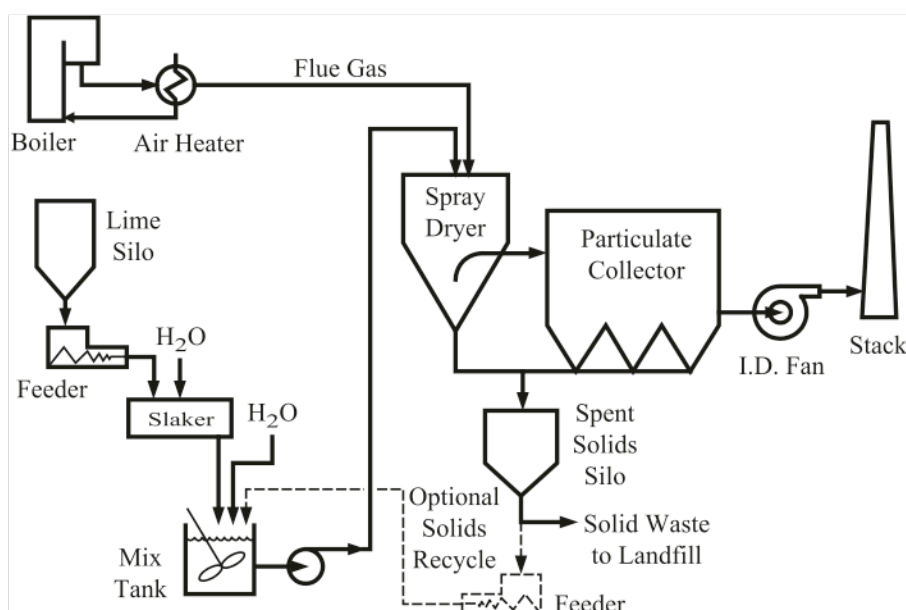 Flue Gas
Boiler
Air Heater
Lime
Silo
Spray
Dryer
Particulate
Collector
H₂O
Feeder
Slaker
H₂O
I.D. Fan
Stack
Spent
Solids
Silo
Optional
Solids
Recycle
Solid Waste
to Landfill
Mix
Tank
Feeder